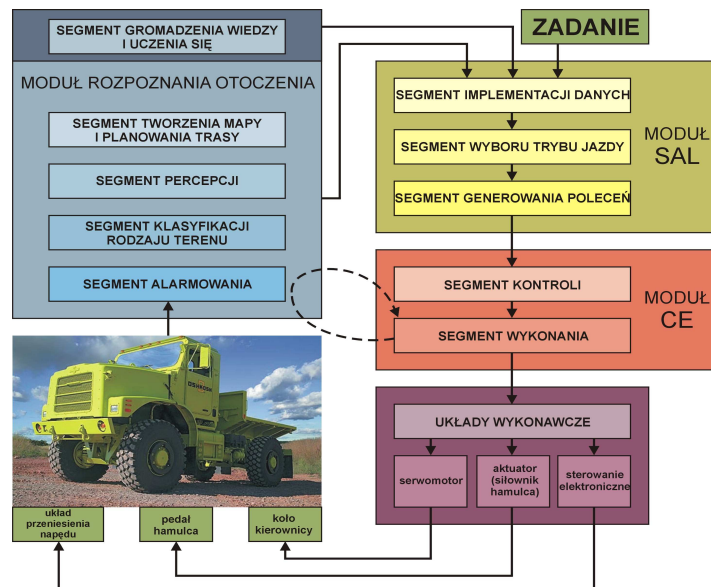 SEGMENT GROMADZENIA WIEDZY
I UCZENIA SIĘ
MODUŁ ROZPOZNANIA OTOCZENIA
SEGMENT TWORZENIA MAPY
I PLANOWANIA TRASY
SEGMENT PERCEPCJI
SEGMENT KLASYFIKACJI
RODZAJU TERENU
SEGMENT ALARMOWANIA
ZADANIE
SEGMENT IMPLEMENTACJI DANYCH
SEGMENT WYBORU TRYBU JAZDY
SEGMENT GENEROWANIA POLECEŃ
MODUŁ
SAL
SEGMENT KONTROLI
SEGMENT WYKONANIA
MODUŁ
CE
UKŁADY WYKONAWCZE
serwomotor
aktuator
(siłownik
hamulca)
sterowanie
elektroniczne
OSHKOSH
układ
przeniesienia
napędu
pedał
hamulca
koło
kierownicy